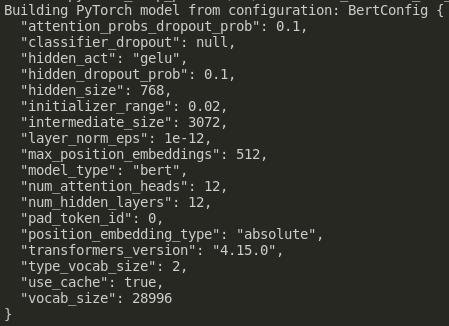 Building PyTorch model from configuration: BertConfig {
  "attention_probs_dropout_prob": 0.1,
  "classifier_dropout": null,
  "hidden_act": "gelu",
  "hidden_dropout_prob": 0.1,
  "hidden_size": 768,
  "initializer_range": 0.02,
  "intermediate_size": 3072,
  "layer_norm_eps": 1e-12,
  "max_position_embeddings": 512,
  "model_type": "bert",
  "num_attention_heads": 12,
  "num_hidden_layers": 12,
  "pad_token_id": 0,
  "position_embedding_type": "absolute",
  "transformers_version": "4.15.0",
  "type_vocab_size": 2,
  "use_cache": true,
  "vocab_size": 28996
}